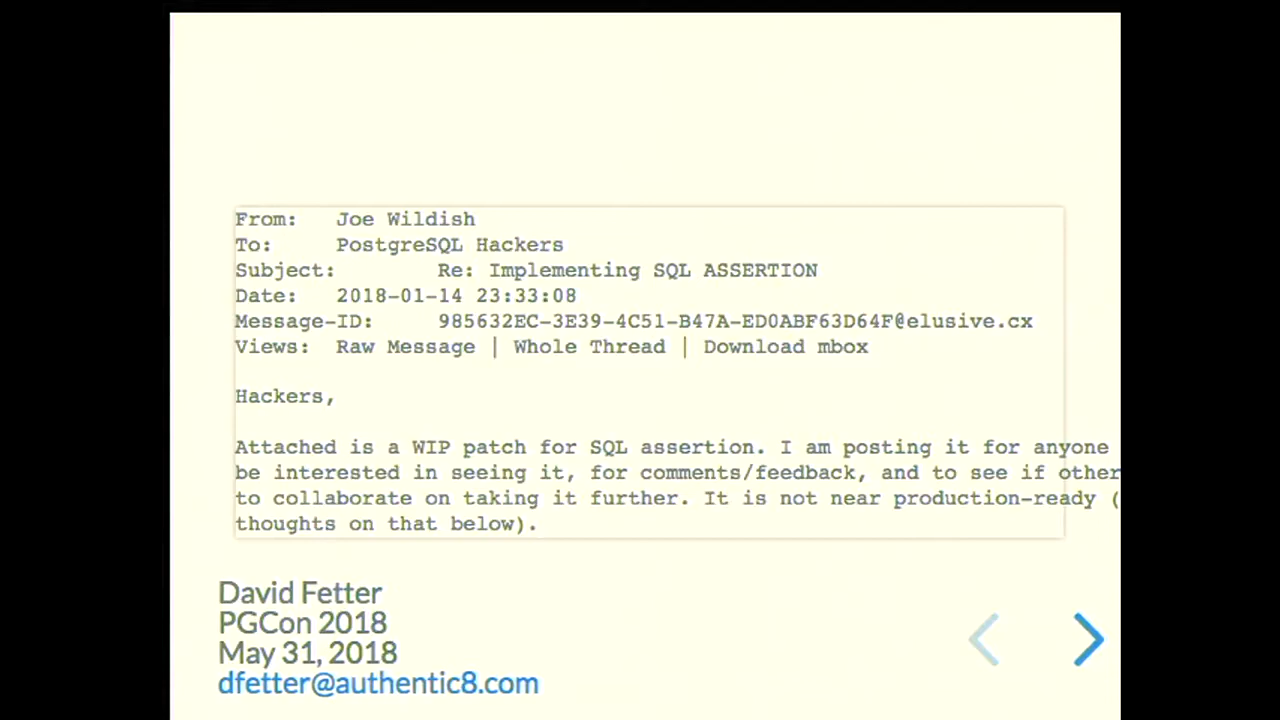 From: Joe Wildish
To: PostgreSQL Hackers
Subject: Re: Implementing SQL ASSERTION
Date: 2018-01-14 23:33:08
Message-ID: 985632EC-3E39-4C51-B47A-ED0ABF63D64F@elusive.cx
Views: Raw Message | Whole Thread | Download mbox
Hackers,
Attached is a WIP patch for SQL assertion. I am posting it for anyone
be interested in seeing it, for comments/feedback, and to see if other
to collaborate on taking it further. It is not near production-ready (
thoughts on that below).
David Fetter
PGCon 2018
May 31, 2018
dfetter@authentic8.com